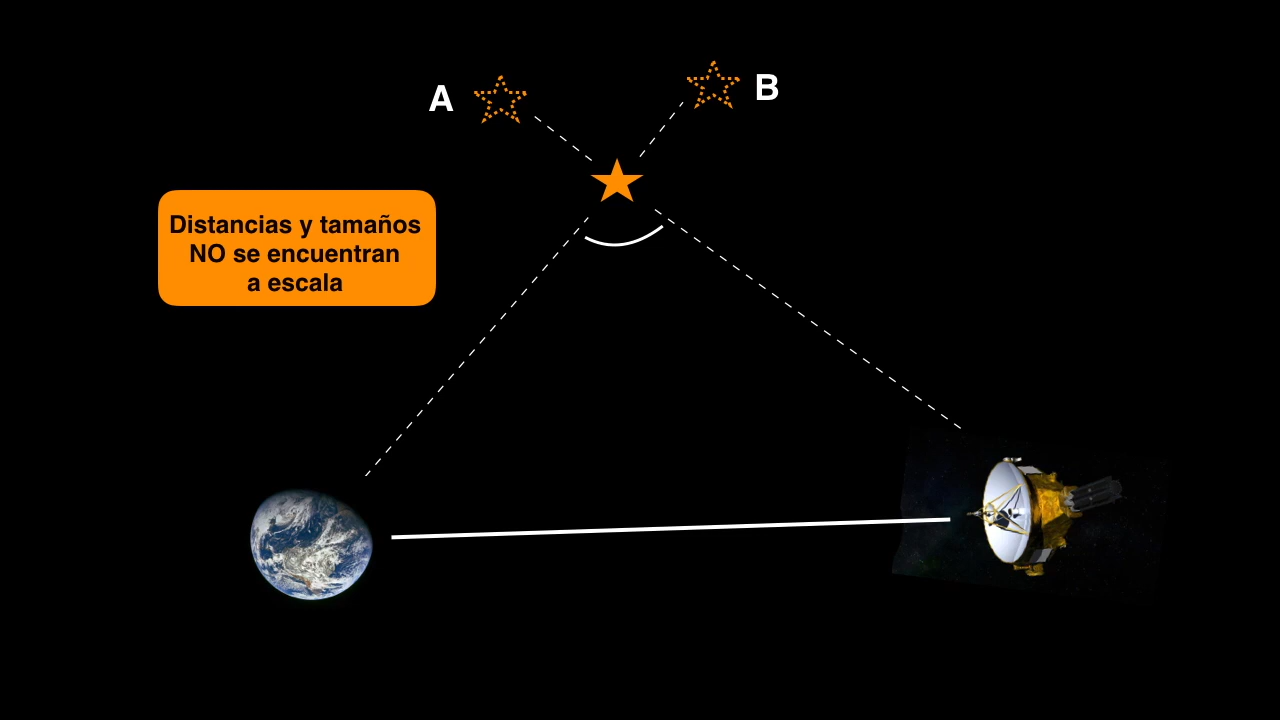 A
B
Distancias y tamaños
NO se encuentran
a escala